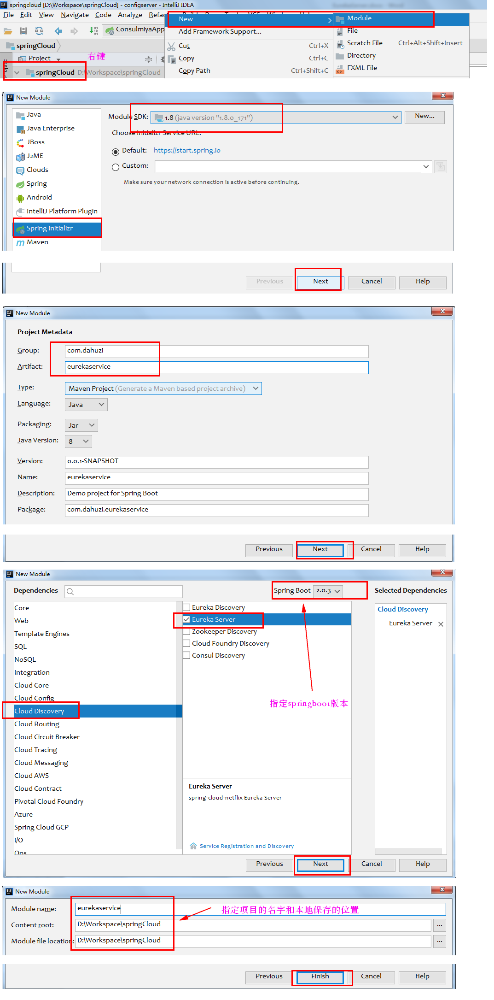 springcloud [D:\Workspace\springCloud] - configserver - IntelliJ IDEA
File Edit View Navigate Code Analyze Refac
ConsulmiyaApp
springCloud
Project
右键
springCloud D:\Workspace\springCloud
Project
New
Add Framework Support...
Cut Ctrl+X
Copy Ctrl+C
Copy Path Ctrl+Shift+C
Module
File
Scratch File Ctrl+Alt+Shift+Insert
Directory
FXML File
New Module
Java
Java Enterprise
JBoss
J2ME
Clouds
Spring
Android
IntelliJ Platform Plugin
Spring Initializr
Maven
Module SDK: 1.8 (java version "1.8.0_171") New...
Choose Initializr Service URL.
Default: https://start.spring.io
Custom:
Make sure your network connection is active before continuing.
Previous Next Cancel Help
New Module
Project Metadata
Group: com.dahuzi
Artifact: eurekaservice
Type: Maven Project (Generate a Maven based project archive)
Language: Java
Packaging: Jar
Java Version: 8
Version: 0.0.1-SNAPSHOT
Name: eurekaservice
Description: Demo project for Spring Boot
Package: com.dahuzi.eurekaservice
Previous Next Cancel Help
New Module
Dependencies Spring Boot 2.0.3 Selected Dependencies
Core
Web
Template Engines
SQL
NoSQL
Integration
Cloud Core
Cloud Config
Cloud Discovery
Cloud Routing
Cloud Circuit Breaker
Cloud Tracing
Cloud Messaging
Cloud AWS
Cloud Contract
Pivotal Cloud Foundry
Azure
Spring Cloud GCP
I/O
Ops
Eureka Discovery
Eureka Server
Zookeeper Discovery
Cloud Foundry Discovery
Consul Discovery
指定springboot版本
Eureka Server
spring-cloud-netflix Eureka Server
Service Registration and Discovery
Cloud Discovery
Eureka Server
Previous Next Cancel Help
New Module
Module name: eurekaservice
指定项目的名字和本地保存的位置
Content root: D:\Workspace\springCloud ...
Module file location: D:\Workspace\springCloud ...
Previous Finish Cancel Help